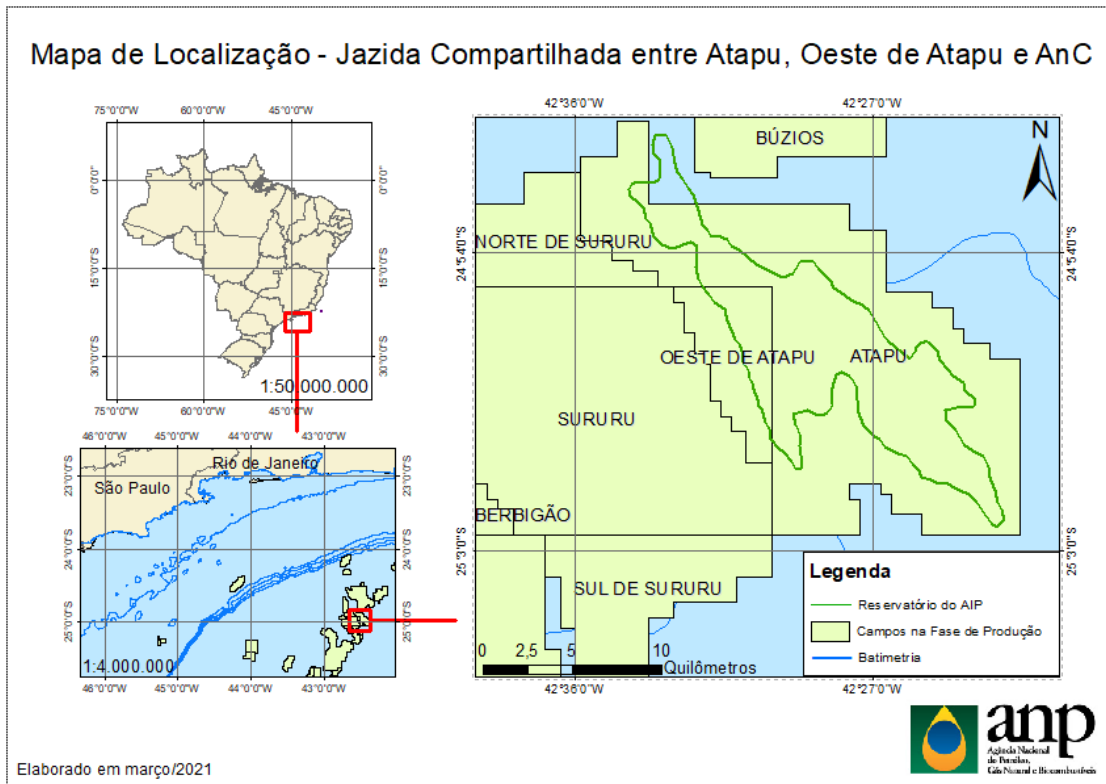 Mapa de Localização - Jazida Compartilhada entre Atapu, Oeste de Atapu e AnC
75°0'0"W 60°0'0"W 45°0'0"W
0°0'0" 0°0'0"
15°0'0"S 15°0'0"S
30°0'0"S 30°0'0"S
1:50.000.000
75°0'0"W 60°0'0"W 45°0'0"W
46°0'0"W 45°0'0"W 44°0'0"W 43°0'0"W
Rio de Janeiro
São Paulo
23°0'0"S 23°0'0"S
24°0'0"S 24°0'0"S
25°0'0"S 25°0'0"S
1:4.000.000
46°0'0"W 45°0'0"W 44°0'0"W 43°0'0"W
42°36'0"W 42°27'0"W
BÚZIOS
N
NORTE DE SURURU
24°54'0"S 24°54'0"S
OESTE DE ATAPU ATAPU
SURURU
BERBIGÃO
25°3'0"S 25°3'0"S
SUL DE SURURU
0 2,5 5 10
Quilômetros
42°36'0"W 42°27'0"W
Legenda
Reservatório do AIP
Campos na Fase de Produção
Batimetria
anp
Agência Nacional
do Petróleo,
Gás Natural e Biocombustíveis
Elaborado em março/2021